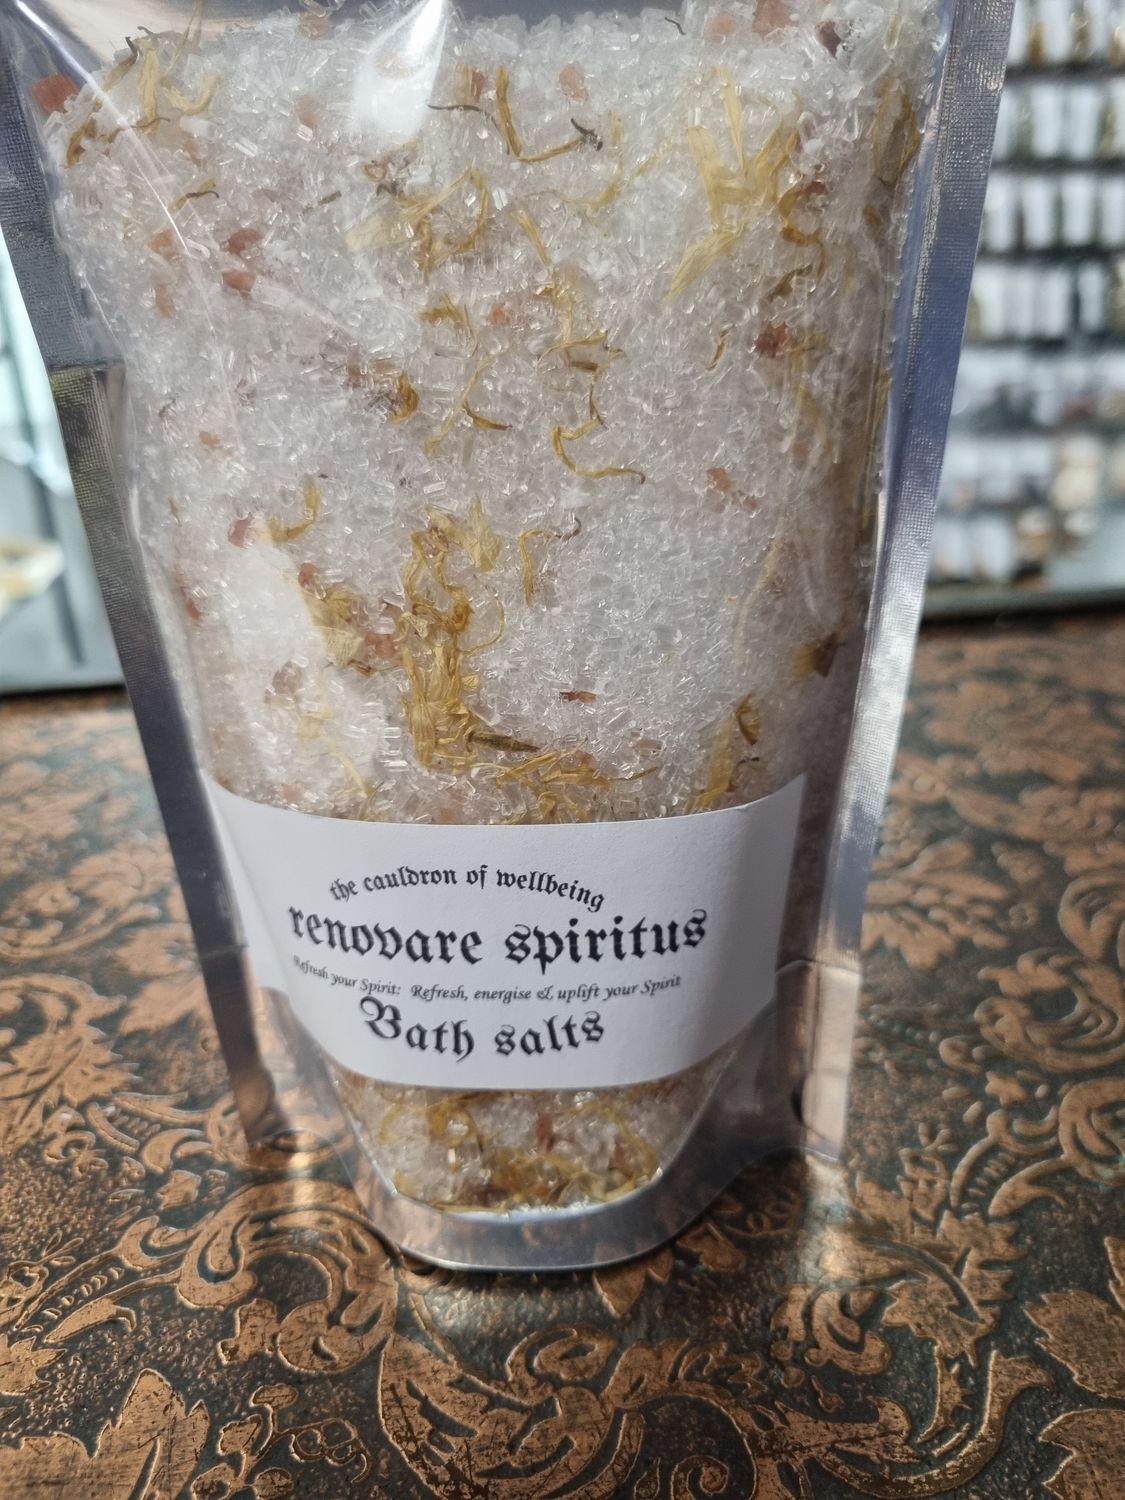 the cauldron of wellbeing
renovare spiritus
Refresh your Spirit: Refresh, energise & uplift your Spirit
Bath salts